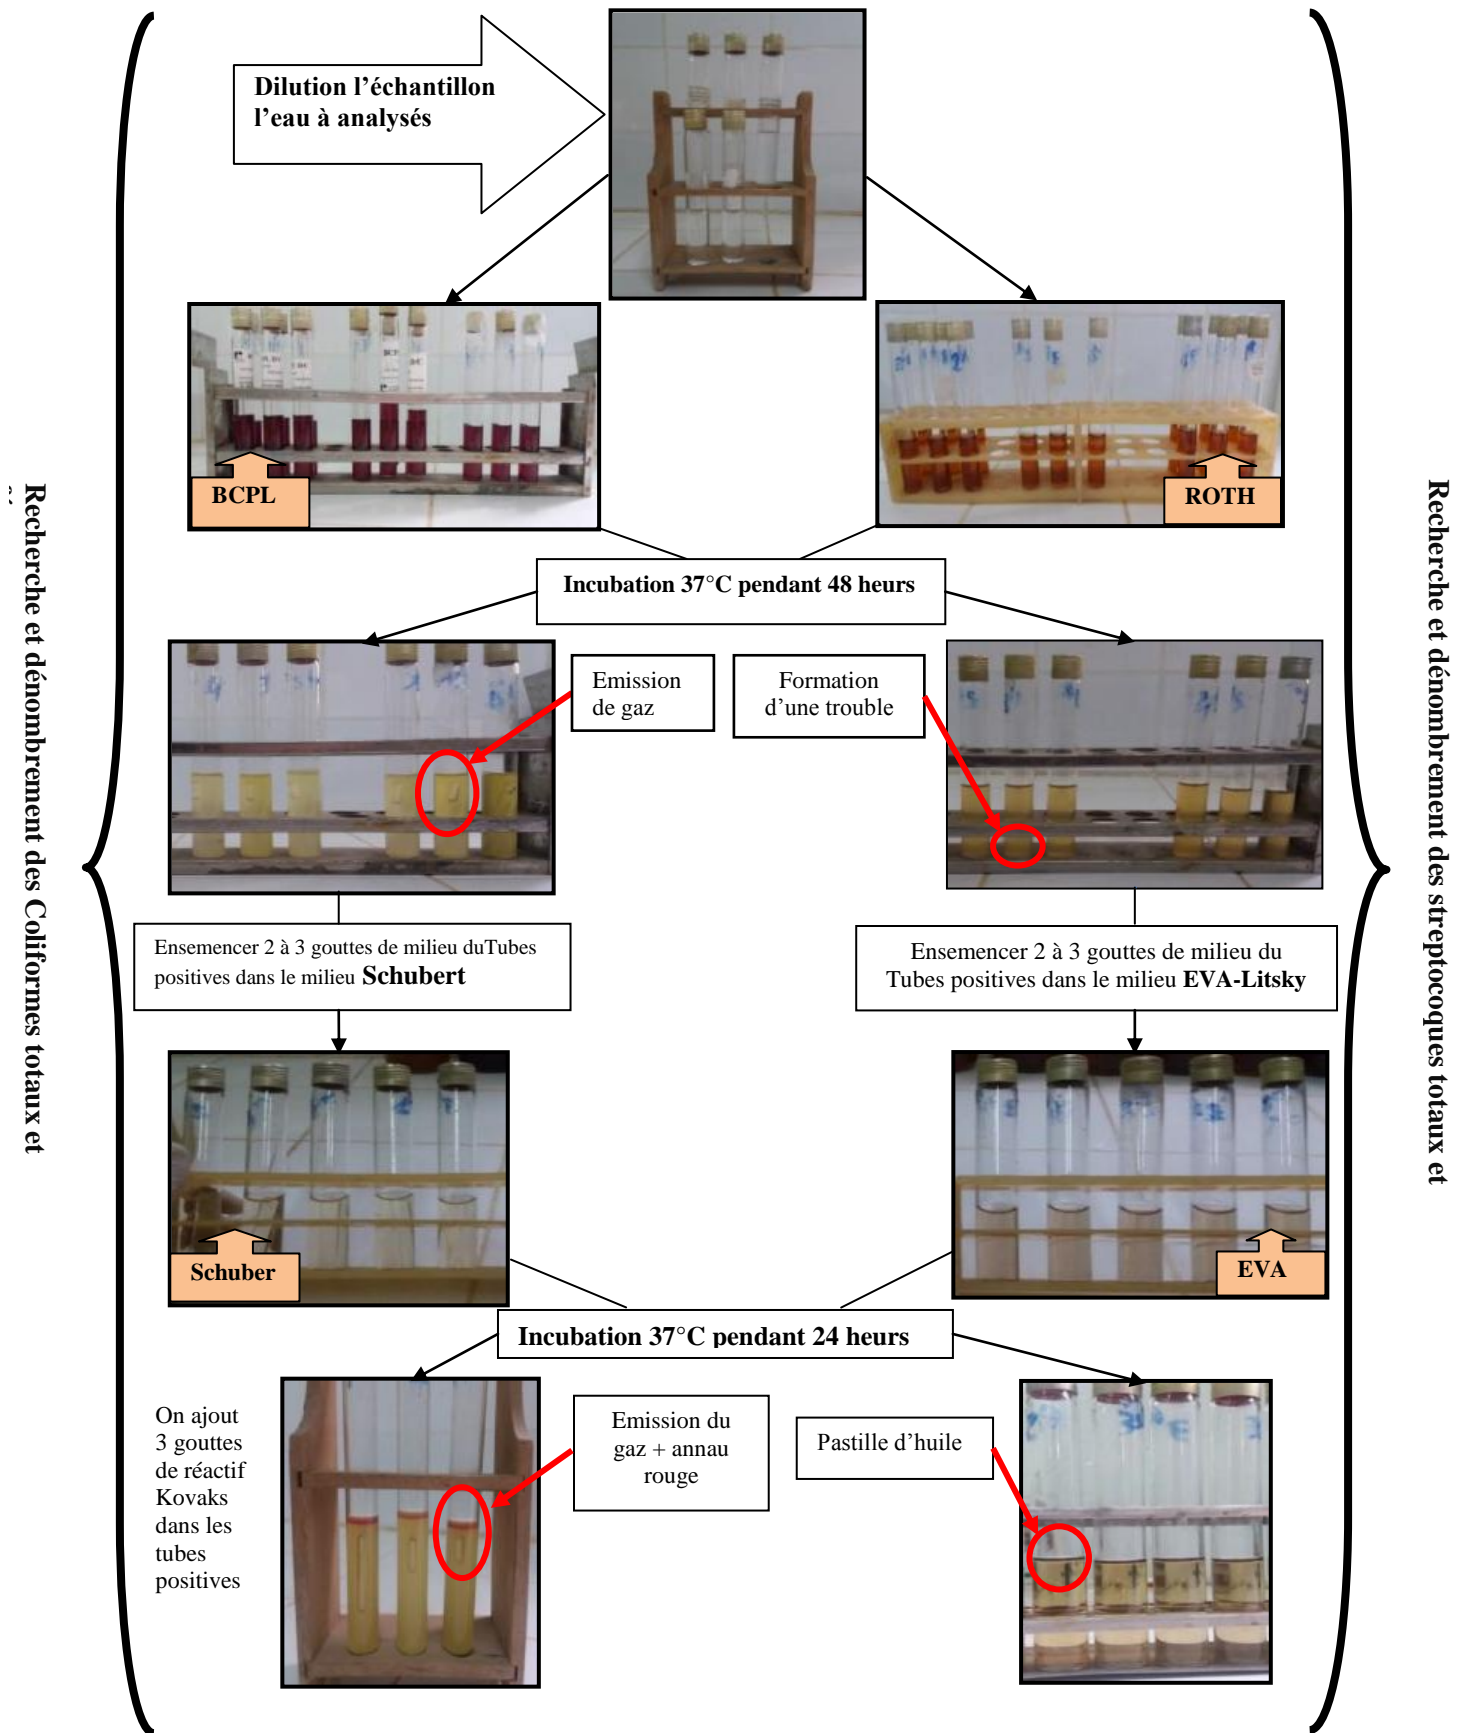 Dilution l’échantillon
l’eau à analysés
BCPL
ROTH
Incubation 37°C pendant 48 heurs
Emission
de gaz
Formation
d’une trouble
Ensemencer 2 à 3 gouttes de milieu duTubes
positives dans le milieu Schubert
Ensemencer 2 à 3 gouttes de milieu du
Tubes positives dans le milieu EVA-Litsky
Schuber
EVA
Incubation 37°C pendant 24 heurs
On ajout
3 gouttes
de réactif
Kovaks
dans les
tubes
positives
Emission du
gaz + annau
rouge
Pastille d’huile
Recherche et dénombrement des Coliformes totaux et
Recherche et dénombrement des streptocoques totaux et